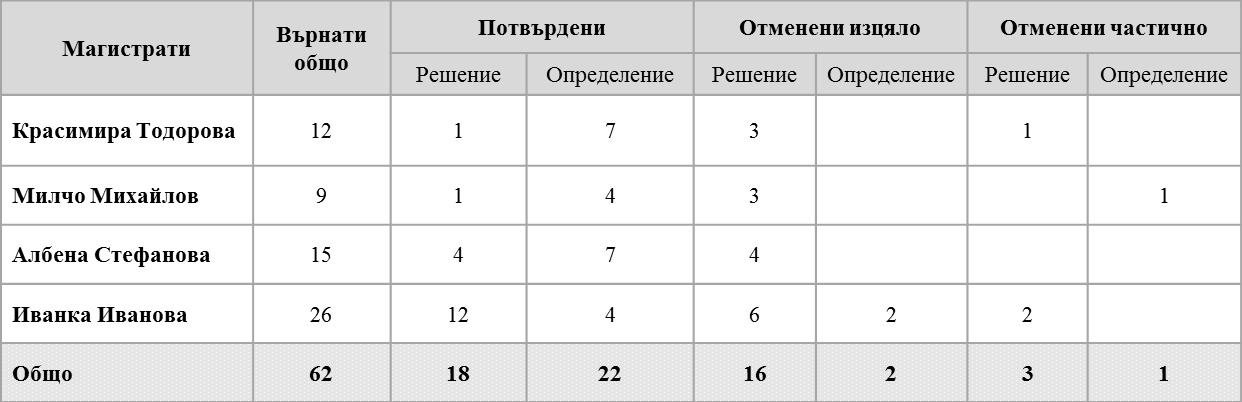 Магистрати Върнати общо Потвърдени Отменени изцяло Отменени частично
Решение Определение Решение Определение Решение Определение
Красимира Тодорова 12 1 7 3 1
Милчо Михайлов 9 1 4 3 1
Албена Стефанова 15 4 7 4
Иванка Иванова 26 12 4 6 2 2
Общо 62 18 22 16 2 3 1